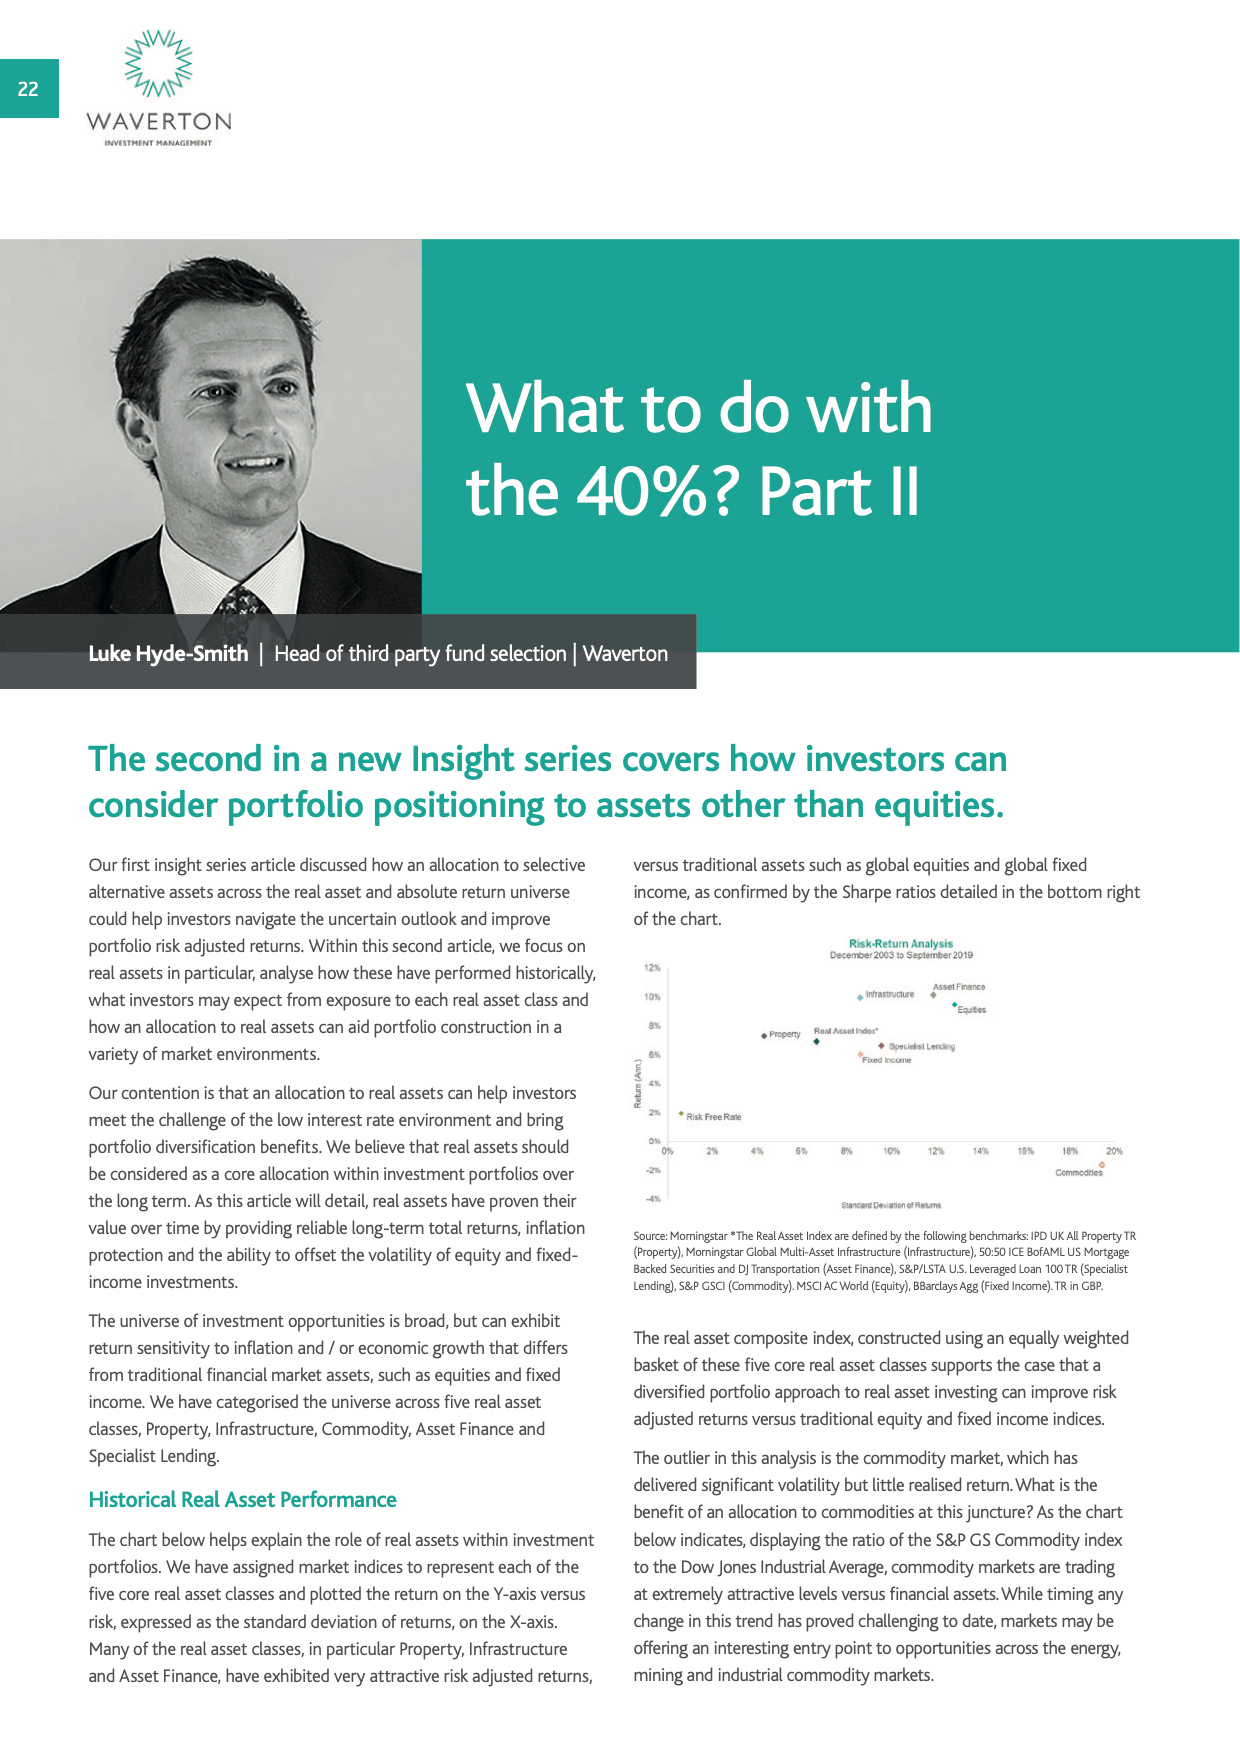 22
WAVERTON
INVESTMENT MANAGEMENT
What to do with
the 40%? Part II
Luke Hyde-Smith | Head of third party fund selection | Waverton
The second in a new Insight series covers how investors can
consider portfolio positioning to assets other than equities.
Our first insight series article discussed how an allocation to selective
alternative assets across the real asset and absolute return universe
could help investors navigate the uncertain outlook and improve
portfolio risk adjusted returns. Within this second article, we focus on
real assets in particular, analyse how these have performed historically,
what investors may expect from exposure to each real asset class and
how an allocation to real assets can aid portfolio construction in a
variety of market environments.
Our contention is that an allocation to real assets can help investors
meet the challenge of the low interest rate environment and bring
portfolio diversification benefits. We believe that real assets should
be considered as a core allocation within investment portfolios over
the long term. As this article will detail, real assets have proven their
value over time by providing reliable long-term total returns, inflation
protection and the ability to offset the volatility of equity and fixed-
income investments.
The universe of investment opportunities is broad, but can exhibit
return sensitivity to inflation and / or economic growth that differs
from traditional financial market assets, such as equities and fixed
income. We have categorised the universe across five real asset
classes, Property, Infrastructure, Commodity, Asset Finance and
Specialist Lending.
Historical Real Asset Performance
The chart below helps explain the role of real assets within investment
portfolios. We have assigned market indices to represent each of the
five core real asset classes and plotted the return on the Y-axis versus
risk, expressed as the standard deviation of returns, on the X-axis.
Many of the real asset classes, in particular Property, Infrastructure
and Asset Finance, have exhibited very attractive risk adjusted returns,
versus traditional assets such as global equities and global fixed
income, as confirmed by the Sharpe ratios detailed in the bottom right
of the chart.
Risk-Return Analysis
December 2003 to September 2019
12%
10%
8%
6%
4%
2%
0%
-2%
-4%
Return (Ann.)
Infrastructure
Asset Finance
Equities
Property
Real Asset Index*
Specialist Lending
Fixed Income
Risk Free Rate
Commodities
0% 2% 4% 6% 8% 10% 12% 14% 16% 18% 20%
Standard Deviation of Returns
Source: Morningstar *The Real Asset Index are defined by the following benchmarks: IPD UK All Property TR
(Property), Morningstar Global Multi-Asset Infrastructure (Infrastructure), 50:50 ICE BofAML US Mortgage
Backed Securities and DJ Transportation (Asset Finance), S&P/LSTA U.S. Leveraged Loan 100 TR (Specialist
Lending), S&P GSCI (Commodity). MSCI AC World (Equity), BBarclays Agg (Fixed Income). TR in GBP.
The real asset composite index, constructed using an equally weighted
basket of these five core real asset classes supports the case that a
diversified portfolio approach to real asset investing can improve risk
adjusted returns versus traditional equity and fixed income indices.
The outlier in this analysis is the commodity market, which has
delivered significant volatility but little realised return. What is the
benefit of an allocation to commodities at this juncture? As the chart
below indicates, displaying the ratio of the S&P GS Commodity index
to the Dow Jones Industrial Average, commodity markets are trading
at extremely attractive levels versus financial assets. While timing any
change in this trend has proved challenging to date, markets may be
offering an interesting entry point to opportunities across the energy,
mining and industrial commodity markets.